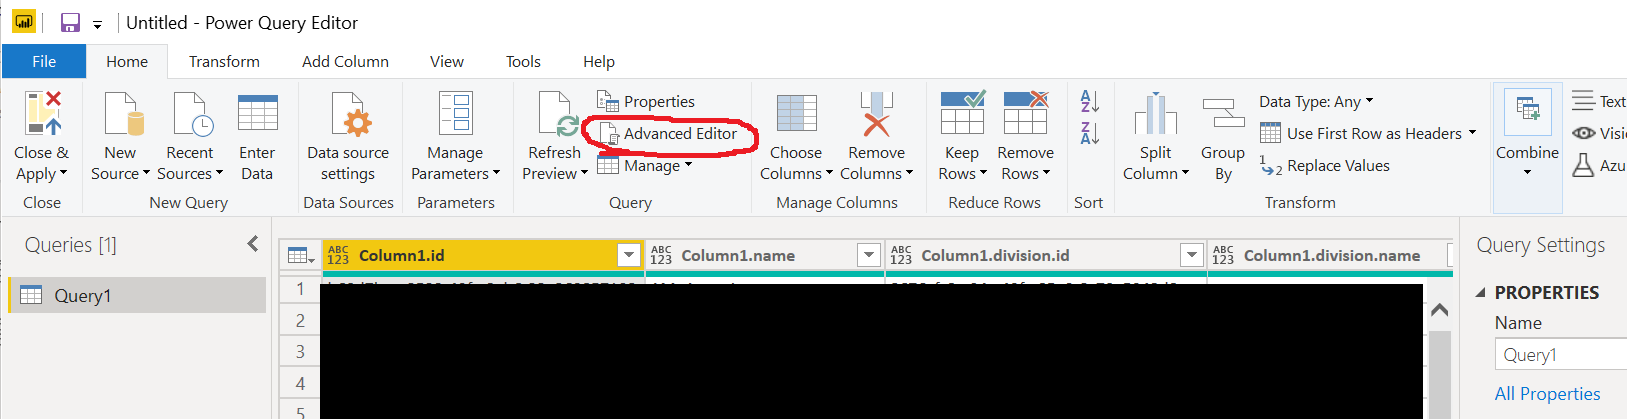 Untitled - Power Query Editor
File Home Transform Add Column View Tools Help
Close & Apply
New Source
Recent Sources
Enter Data
Data source settings
Manage Parameters
Refresh Preview
Properties
Advanced Editor
Manage
Choose Columns
Remove Columns
Keep Rows
Remove Rows
A Z
Z A
Split Column
Group By
Data Type: Any
Use First Row as Headers
1 2 Replace Values
Combine
Text
Visi
Azu
Close New Query Data Sources Parameters Query Manage Columns Reduce Rows Sort Transform
Queries [1]
Query1
ABC 123 Column1.id ABC 123 Column1.name ABC 123 Column1.division.id ABC 123 Column1.division.name
1
2
3
4
5
Query Settings
PROPERTIES
Name
Query1
All Properties